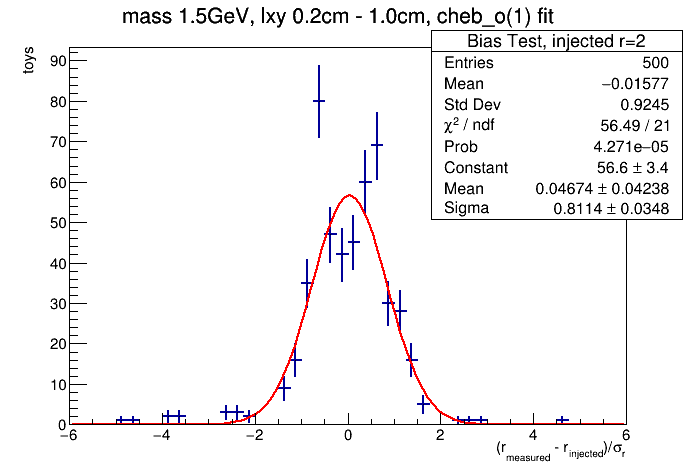 mass 1.5GeV, lxy 0.2cm - 1.0cm, cheb_o(1) fit
toys
Bias Test, injected r=2
Entries 500
Mean −0.01577
Std Dev 0.9245
χ² / ndf 56.49 / 21
Prob 4.271e−05
Constant 56.6 ± 3.4
Mean 0.04674 ± 0.04238
Sigma 0.8114 ± 0.0348
90
80
70
60
50
40
30
20
10
0
−6 −4 −2 0 2 4 6
(r_measured - r_injected)/σ_r